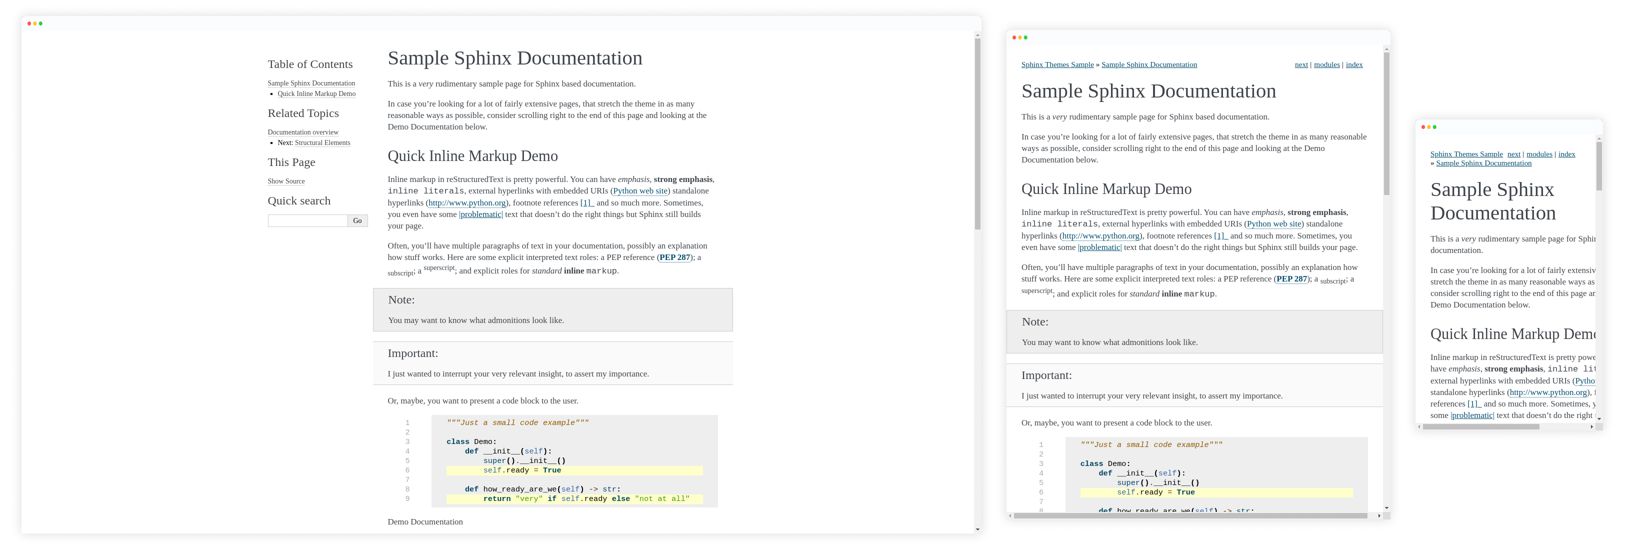 Table of Contents
Sample Sphinx Documentation
Quick Inline Markup Demo
Related Topics
Documentation overview
Next: Structural Elements
This Page
Show Source
Quick search
Go
Sample Sphinx Documentation
This is a very rudimentary sample page for Sphinx based documentation.
In case you’re looking for a lot of fairly extensive pages, that stretch the theme in as many
reasonable ways as possible, consider scrolling right to the end of this page and looking at the
Demo Documentation below.
Quick Inline Markup Demo
Inline markup in reStructuredText is pretty powerful. You can have emphasis, strong emphasis,
inline literals, external hyperlinks with embedded URIs (Python web site) standalone
hyperlinks (http://www.python.org), footnote references [1]_ and so much more. Sometimes,
you even have some |problematic| text that doesn’t do the right things but Sphinx still builds
your page.
Often, you’ll have multiple paragraphs of text in your documentation, possibly an explanation
how stuff works. Here are some explicit interpreted text roles: a PEP reference (PEP 287); a
subscript; a superscript; and explicit roles for standard inline markup.
Note:
You may want to know what admonitions look like.
Important:
I just wanted to interrupt your very relevant insight, to assert my importance.
Or, maybe, you want to present a code block to the user.
1 """Just a small code example"""
2
3 class Demo:
4 def __init__(self):
5 super().__init__()
6 self.ready = True
7
8 def how_ready_are_we(self) -> str:
9 return "very" if self.ready else "not at all"
Demo Documentation
Sphinx Themes Sample » Sample Sphinx Documentation next | modules | index
Sample Sphinx Documentation
This is a very rudimentary sample page for Sphinx based documentation.
In case you’re looking for a lot of fairly extensive pages, that stretch the theme in as many reasonable
ways as possible, consider scrolling right to the end of this page and looking at the Demo
Documentation below.
Quick Inline Markup Demo
Inline markup in reStructuredText is pretty powerful. You can have emphasis, strong emphasis,
inline literals, external hyperlinks with embedded URIs (Python web site) standalone
hyperlinks (http://www.python.org), footnote references [1]_ and so much more. Sometimes, you
even have some |problematic| text that doesn’t do the right things but Sphinx still builds your page.
Often, you’ll have multiple paragraphs of text in your documentation, possibly an explanation how
stuff works. Here are some explicit interpreted text roles: a PEP reference (PEP 287); a subscript; a
superscript; and explicit roles for standard inline markup.
Note:
You may want to know what admonitions look like.
Important:
I just wanted to interrupt your very relevant insight, to assert my importance.
Or, maybe, you want to present a code block to the user.
1 """Just a small code example"""
2
3 class Demo:
4 def __init__(self):
5 super().__init__()
6 self.ready = True
7
8 def how_ready_are_we(self) -> str:
Sphinx Themes Sample next | modules | index
» Sample Sphinx Documentation
Sample Sphinx
Documentation
This is a very rudimentary sample page for Sphin
documentation.
In case you’re looking for a lot of fairly extensiv
stretch the theme in as many reasonable ways as
consider scrolling right to the end of this page an
Demo Documentation below.
Quick Inline Markup Demo
Inline markup in reStructuredText is pretty powe
have emphasis, strong emphasis, inline lit
external hyperlinks with embedded URIs (Pytho
standalone hyperlinks (http://www.python.org), f
references [1]_ and so much more. Sometimes, y
some |problematic| text that doesn’t do the right